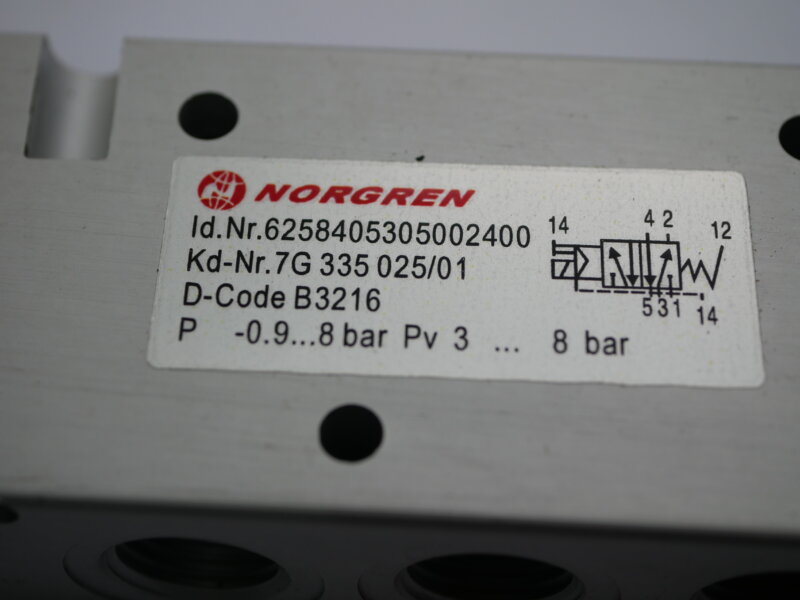 NORGREN
Id.Nr.6258405305002400
Kd-Nr.7G 335 025/01
D-Code B3216
P -0.9...8 bar Pv 3 ... 8 bar
14 4 2 12
5 3 1 14